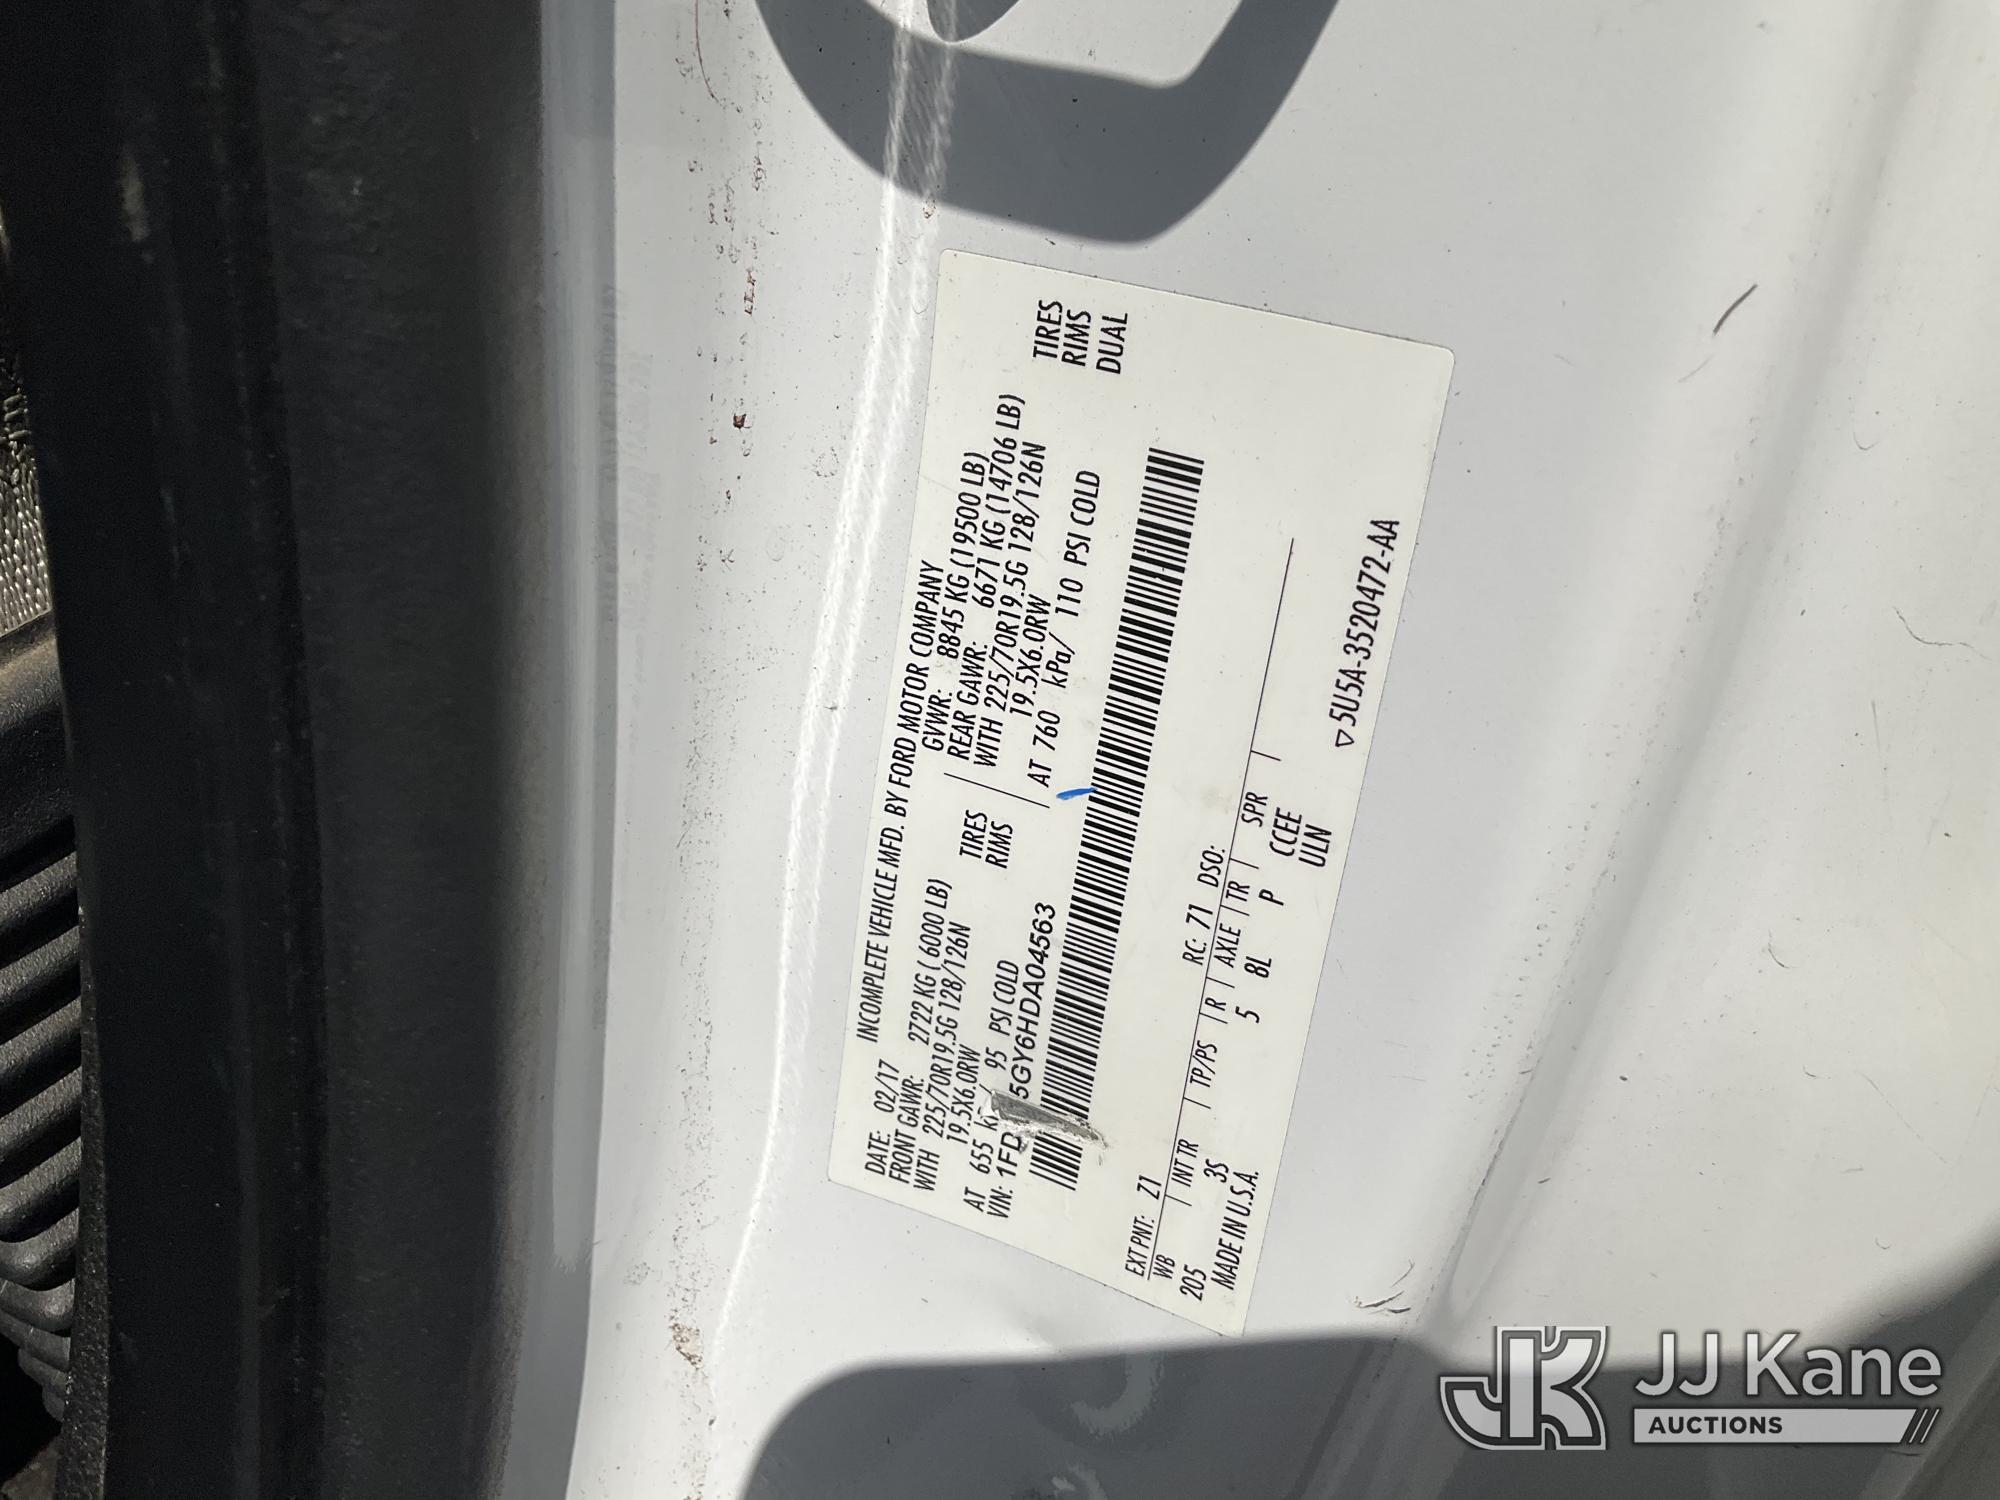 INCOMPLETE VEHICLE MFD. BY FORD MOTOR COMPANY
DATE: 02/17 GVWR: 8845 KG (19500 LB)
FRONT GAWR: 2722 KG (6000 LB) REAR GAWR: 6671 KG (14706 LB)
WITH 225/70R19.5G 128/126N TIRES WITH 225/70R19.5G 128/126N TIRES
19.5X6.0RW RIMS 19.5X6.0RW RIMS
AT 655 95 PSI COLD AT 760 kPa/ 110 PSI COLD DUAL
VIN: 1FD 5GY6HDA04563
EXT PNT: Z1 RC: 71 DSO:
WB INT TR TP/PS R AXLE TR SPR
205 3S 5 8L P CCEE
MADE IN U.S.A. ULN
▽5U5A-3520472-AA
JK JJ Kane
AUCTIONS